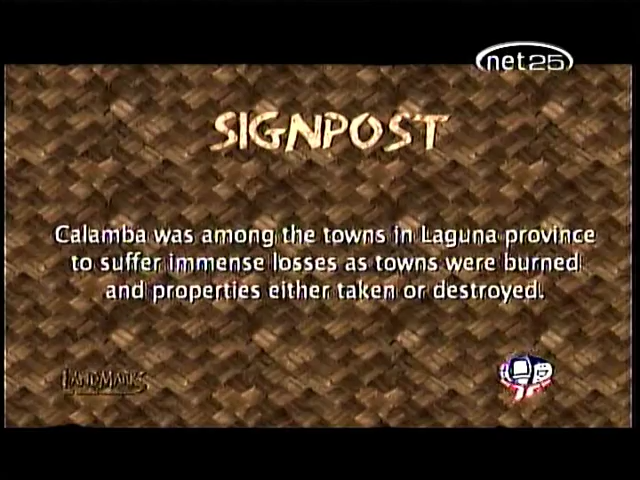 net25
SIGNPOST
Calamba was among the towns in Laguna province
to suffer immense losses as towns were burned
and properties either taken or destroyed.
LANDMARKS